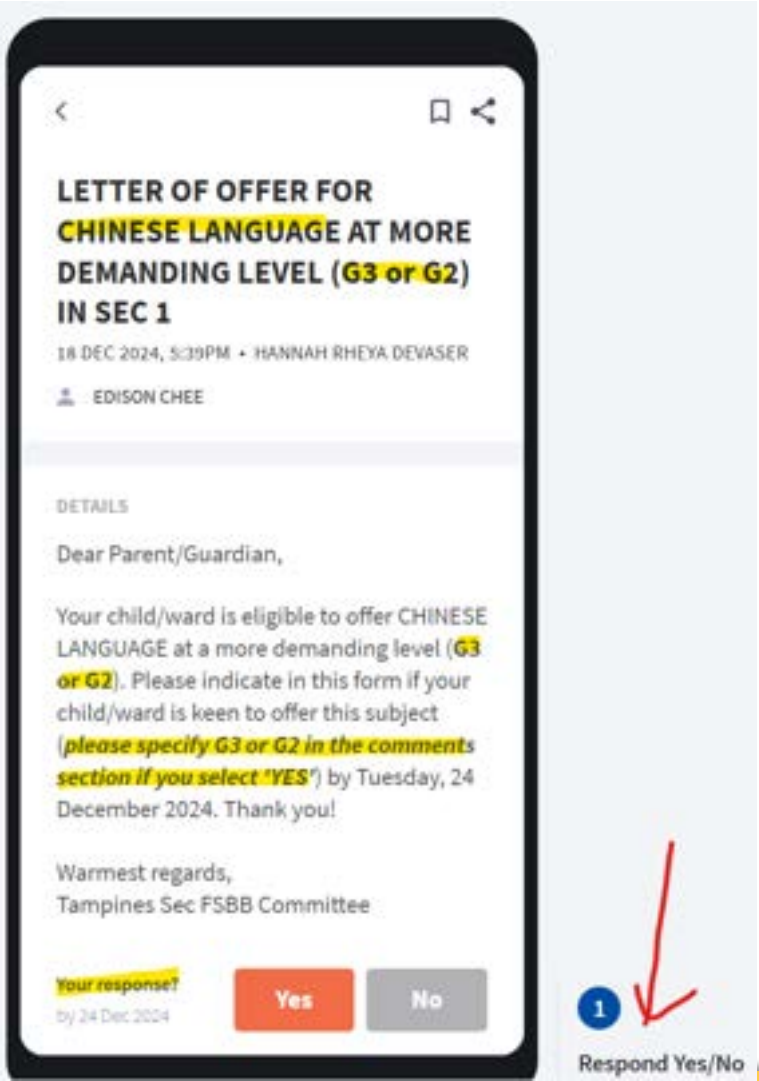 LETTER OF OFFER FOR
CHINESE LANGUAGE AT MORE
DEMANDING LEVEL (G3 or G2)
IN SEC 1
18 DEC 2024, 5:39PM • HANNAH RHEYA DEVASER
EDISON CHEE
DETAILS
Dear Parent/Guardian,
Your child/ward is eligible to offer CHINESE
LANGUAGE at a more demanding level (G3
or G2). Please indicate in this form if your
child/ward is keen to offer this subject
(please specify G3 or G2 in the comments
section if you select 'YES') by Tuesday, 24
December 2024. Thank you!
Warmest regards,
Tampines Sec FSBB Committee
Your response?
by 24 Dec 2024
Yes
No
1
Respond Yes/No